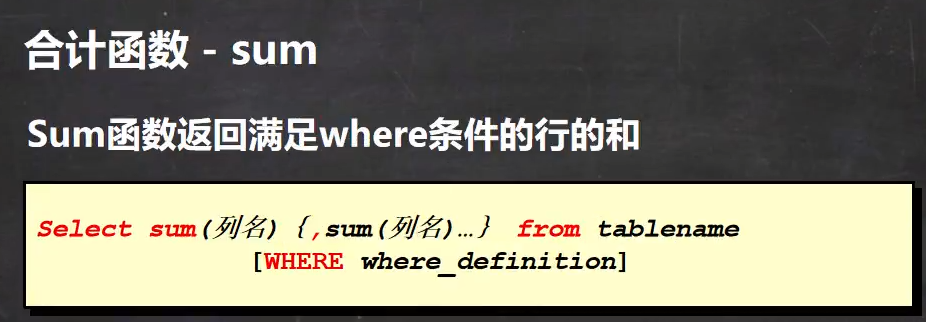 合计函数 - sum
Sum函数返回满足where条件的行的和
Select sum(列名)｛,sum(列名)…｝ from tablename
[WHERE where_definition]